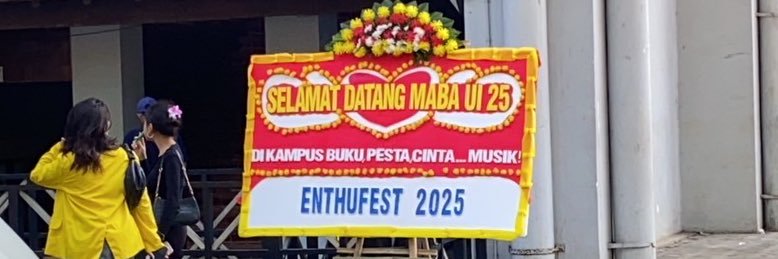 SELAMAT DATANG MABA UI 25
DI KAMPUS BUKU, PESTA, CINTA... MUSIK!
ENTHUFEST 2025